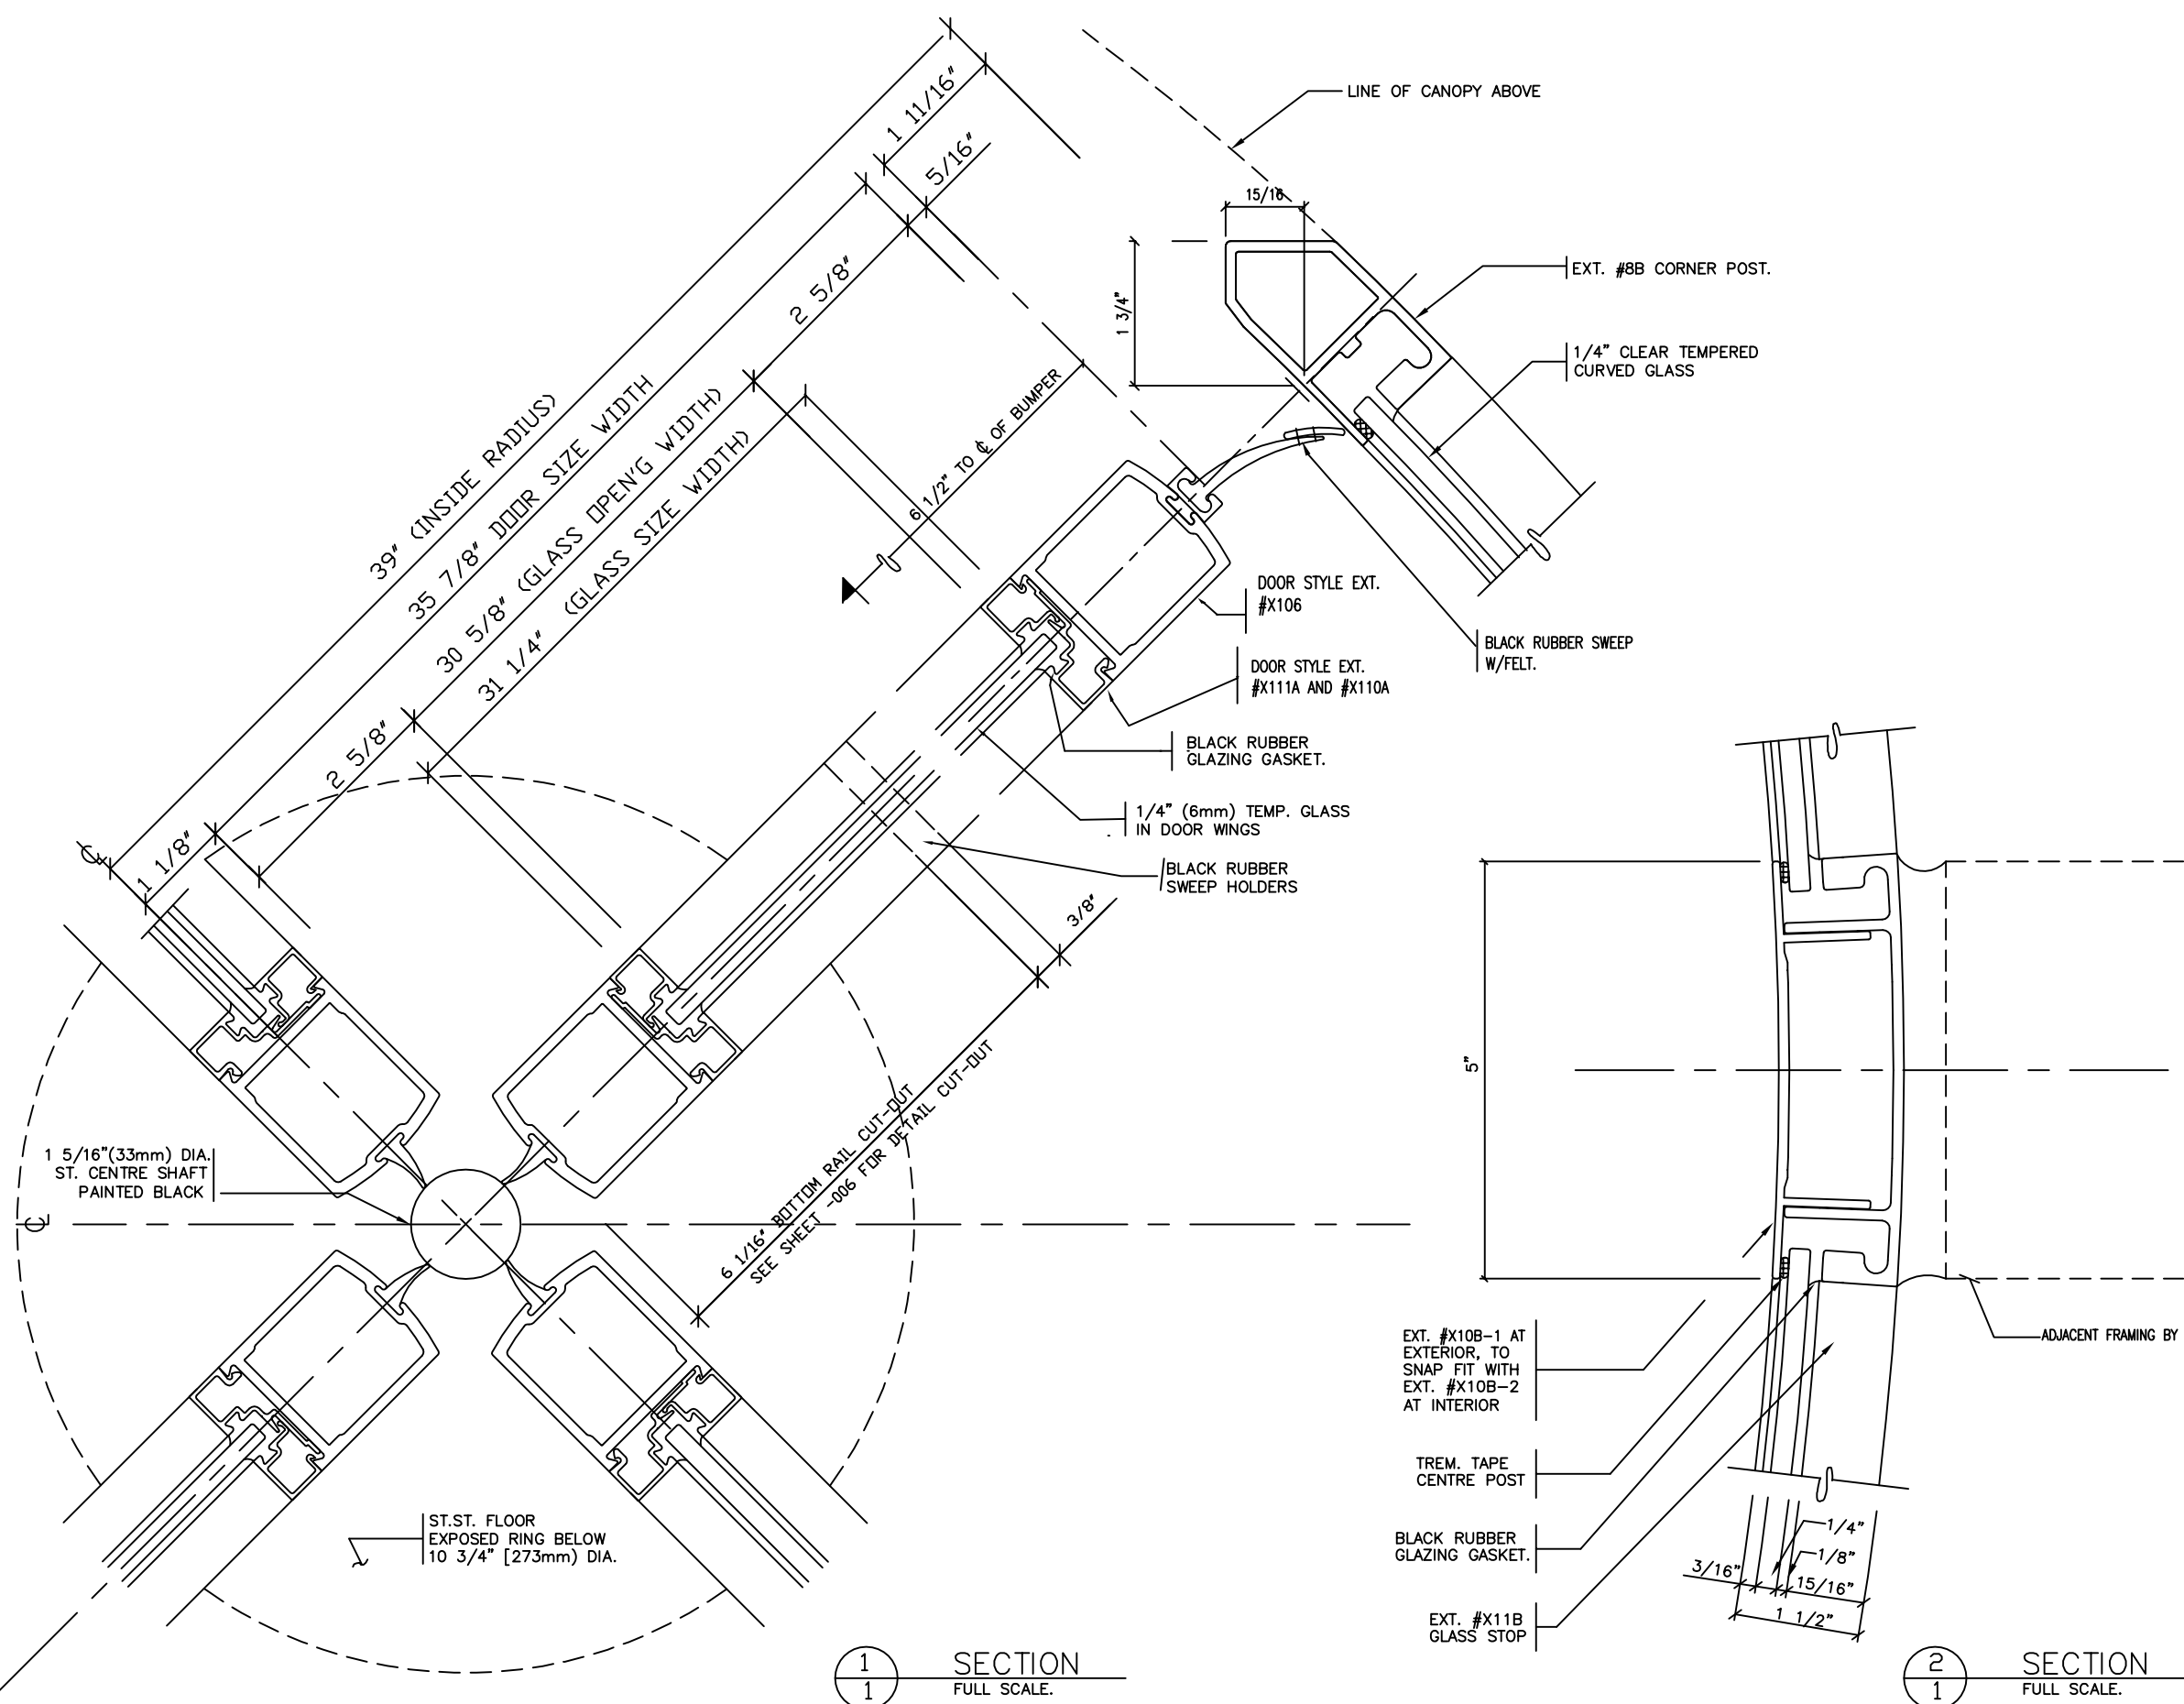 LINE OF CANOPY ABOVE
1 11/16"
5/16"
15/16
2 5/8"
1 3/4"
EXT. #8B CORNER POST.
1/4" CLEAR TEMPERED
CURVED GLASS
39" (INSIDE RADIUS)
35 7/8" DOOR SIZE WIDTH
30 5/8" (GLASS OPEN'G WIDTH)
31 1/4" (GLASS SIZE WIDTH)
6 1/2" TO ℄ OF BUMPER
DOOR STYLE EXT.
#X106
BLACK RUBBER SWEEP
W/FELT.
DOOR STYLE EXT.
#X111A AND #X110A
BLACK RUBBER
GLAZING GASKET.
2 5/8"
1/4" (6mm) TEMP. GLASS
IN DOOR WINGS
BLACK RUBBER
SWEEP HOLDERS
℄
1 1/8"
3/8"
5"
1 5/16"(33mm) DIA.
ST. CENTRE SHAFT
PAINTED BLACK
℄
6 1/16" BOTTOM RAIL CUT-OUT
SEE SHEET -006 FOR DETAIL CUT-OUT
EXT. #X10B-1 AT
EXTERIOR, TO
SNAP FIT WITH
EXT. #X10B-2
AT INTERIOR
ADJACENT FRAMING BY
TREM. TAPE
CENTRE POST
BLACK RUBBER
GLAZING GASKET.
EXT. #X11B
GLASS STOP
ST.ST. FLOOR
EXPOSED RING BELOW
10 3/4" [273mm) DIA.
1/4"
1/8"
3/16"
15/16"
1 1/2"
1
1
SECTION
FULL SCALE.
2
1
SECTION
FULL SCALE.